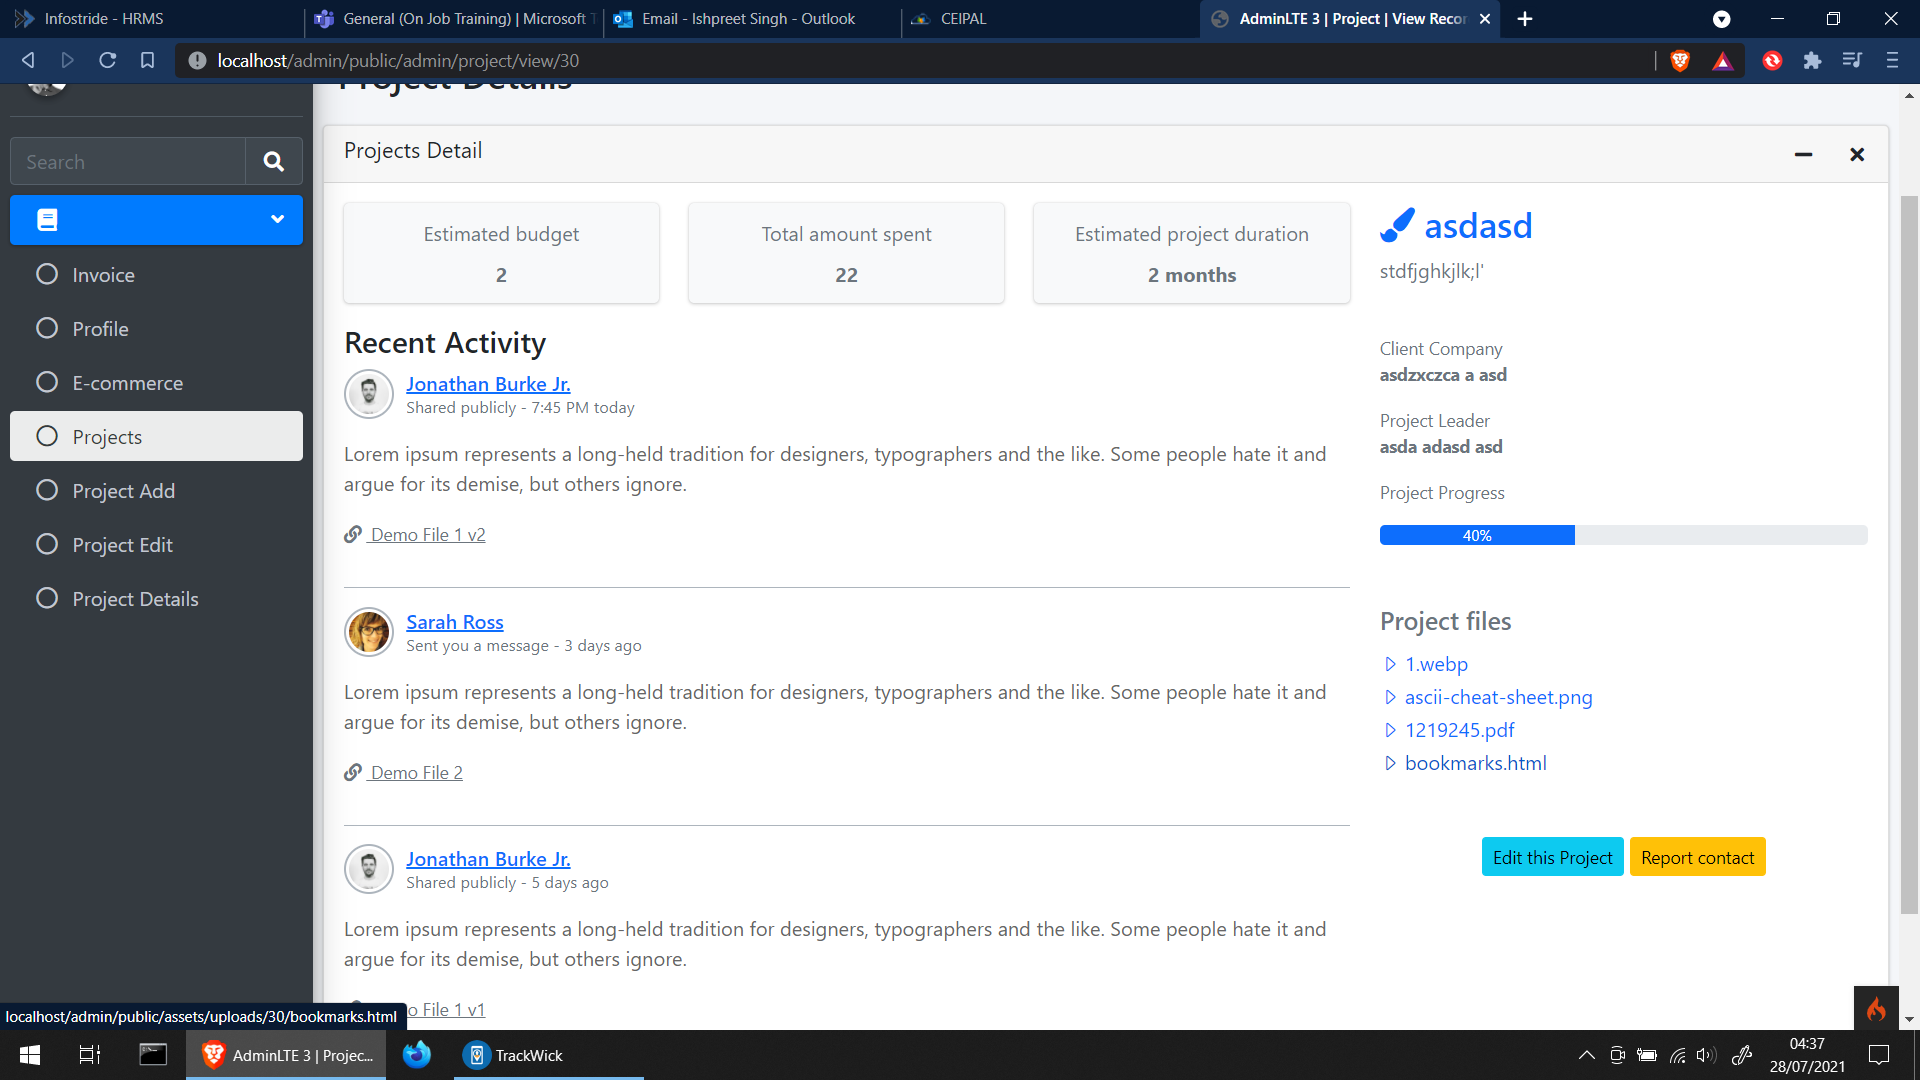 Infostride - HRMS
General (On Job Training) | Microsoft T
Email - Ishpreet Singh - Outlook
CEIPAL
AdminLTE 3 | Project | View Recor
localhost/admin/public/admin/project/view/30
Project Details
Search
Invoice
Profile
E-commerce
Projects
Project Add
Project Edit
Project Details
Projects Detail
Estimated budget
2
Total amount spent
22
Estimated project duration
2 months
Recent Activity
Jonathan Burke Jr.
Shared publicly - 7:45 PM today
Lorem ipsum represents a long-held tradition for designers, typographers and the like. Some people hate it and
argue for its demise, but others ignore.
Demo File 1 v2
Sarah Ross
Sent you a message - 3 days ago
Lorem ipsum represents a long-held tradition for designers, typographers and the like. Some people hate it and
argue for its demise, but others ignore.
Demo File 2
Jonathan Burke Jr.
Shared publicly - 5 days ago
Lorem ipsum represents a long-held tradition for designers, typographers and the like. Some people hate it and
argue for its demise, but others ignore.
o File 1 v1
asdasd
stdfjghkjlk;l'
Client Company
asdzxczca a asd
Project Leader
asda adasd asd
Project Progress
40%
Project files
1.webp
ascii-cheat-sheet.png
1219245.pdf
bookmarks.html
Edit this Project
Report contact
localhost/admin/public/assets/uploads/30/bookmarks.html
AdminLTE 3 | Projec...
TrackWick
04:37
28/07/2021